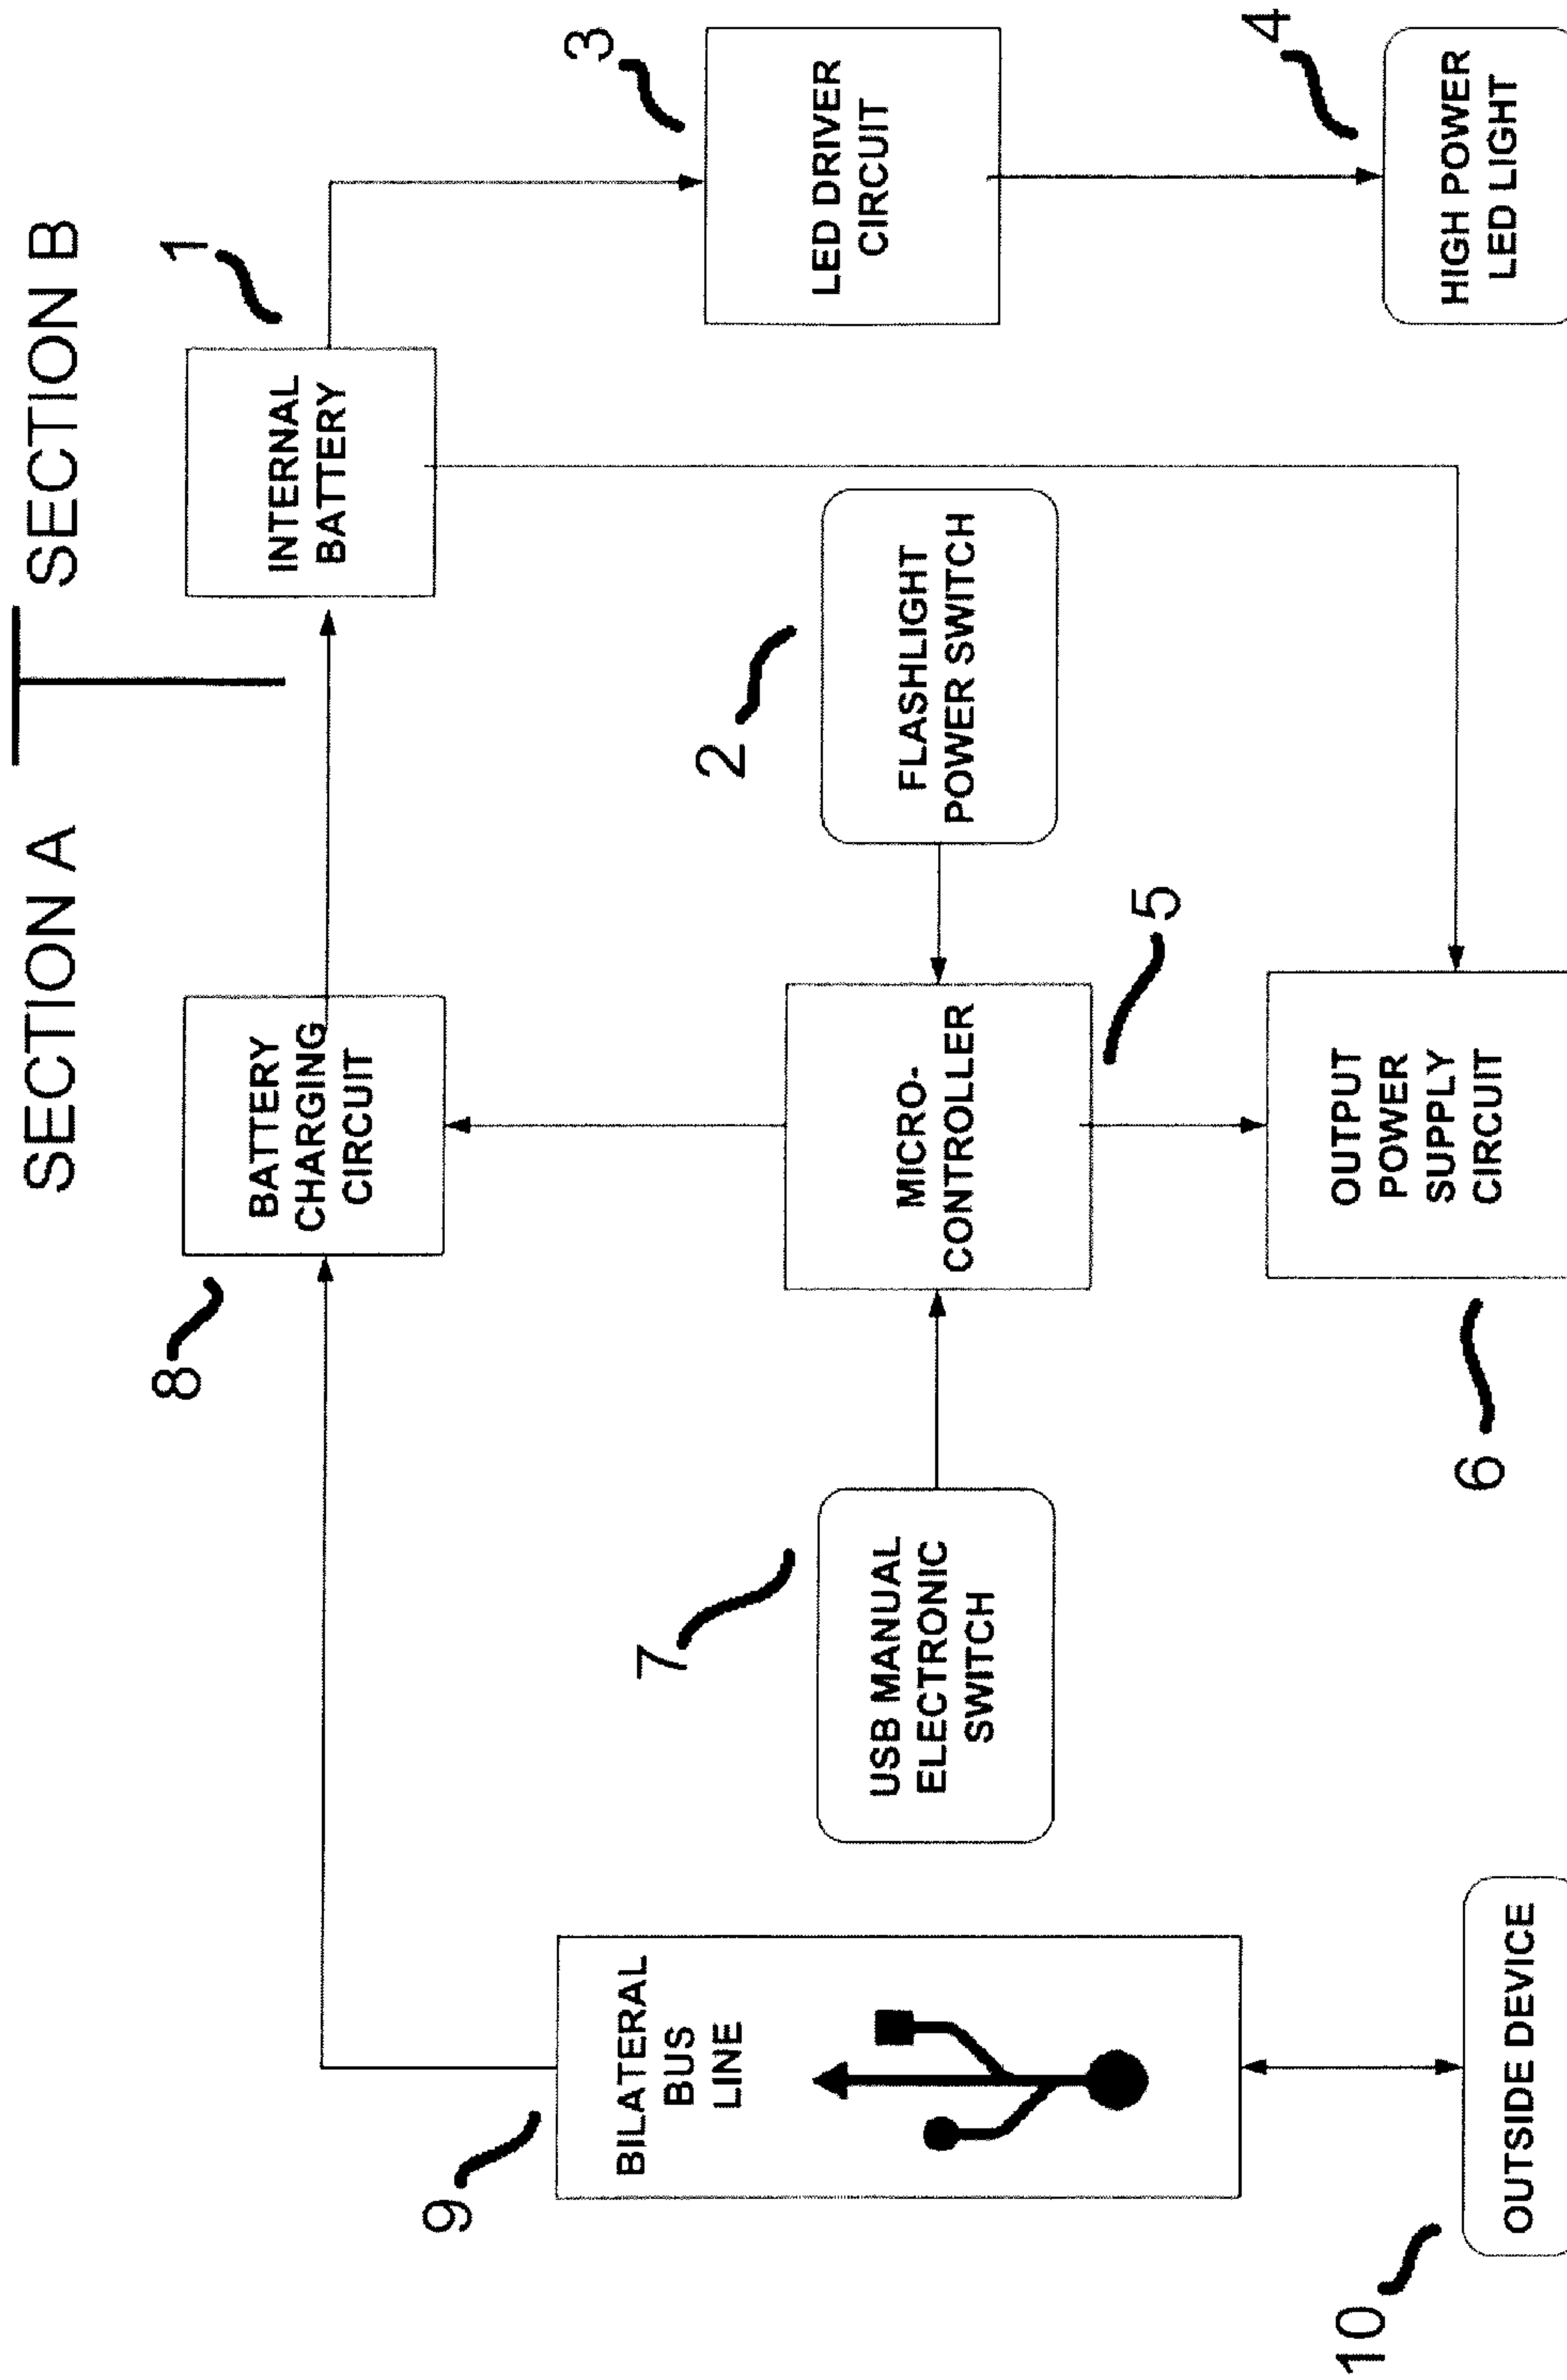 SECTION A
SECTION B
8
BATTERY
CHARGING
CIRCUIT
1
INTERNAL
BATTERY
9
BILATERAL
BUS
LINE
7
USB MANUAL
ELECTRONIC
SWITCH
MICRO-
CONTROLLER
5
2
FLASHLIGHT
POWER SWITCH
3
LED DRIVER
CIRCUIT
10
OUTSIDE DEVICE
6
OUTPUT
POWER
SUPPLY
CIRCUIT
4
HIGH POWER
LED LIGHT